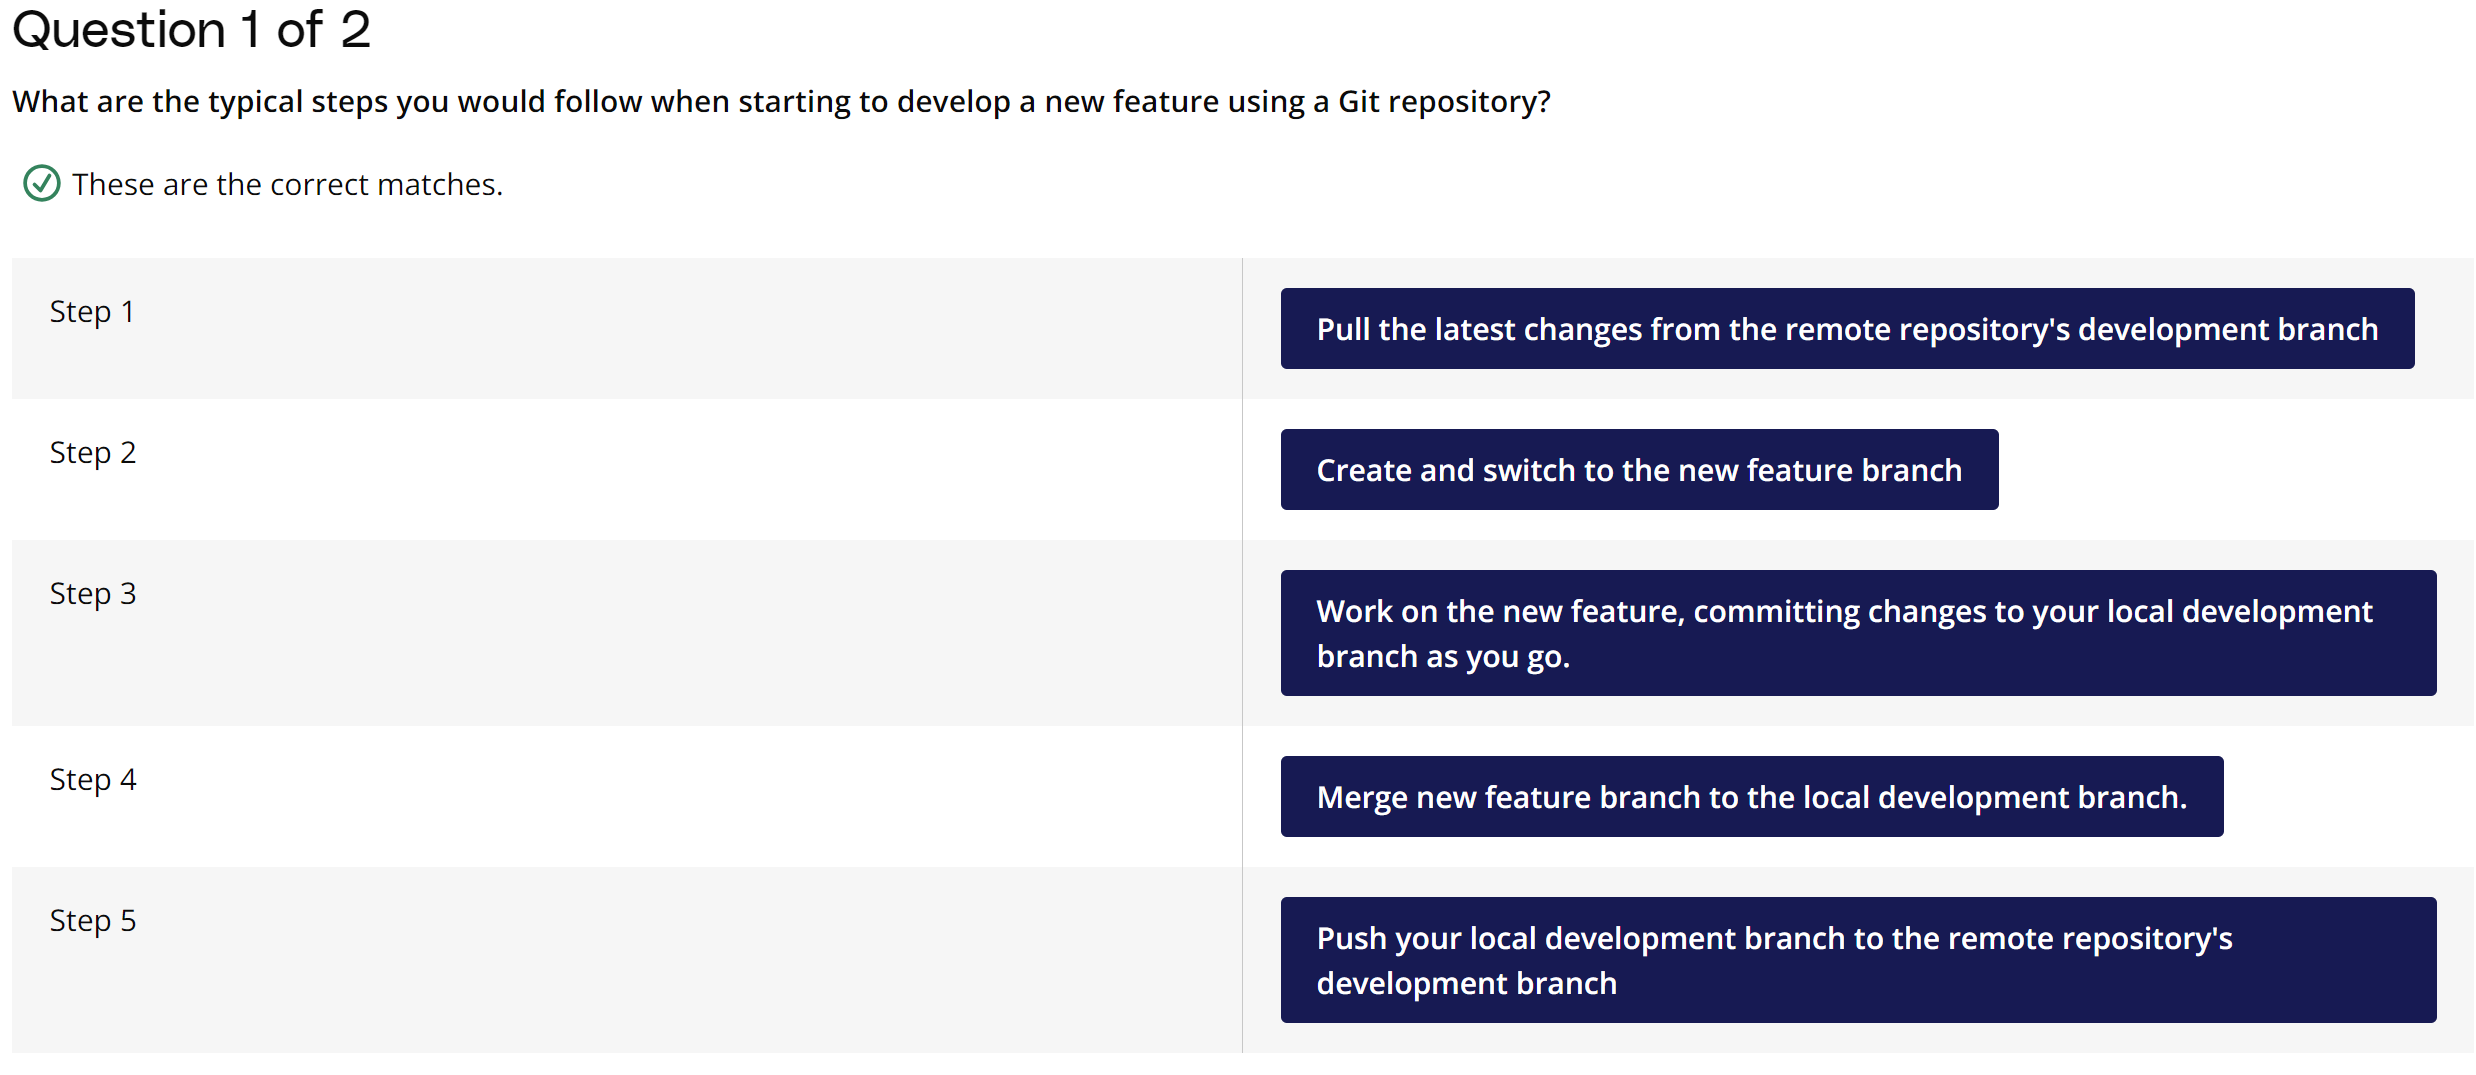 Question 1 of 2
What are the typical steps you would follow when starting to develop a new feature using a Git repository?
These are the correct matches.
Step 1
Pull the latest changes from the remote repository's development branch
Step 2
Create and switch to the new feature branch
Step 3
Work on the new feature, committing changes to your local development
branch as you go.
Step 4
Merge new feature branch to the local development branch.
Step 5
Push your local development branch to the remote repository's
development branch